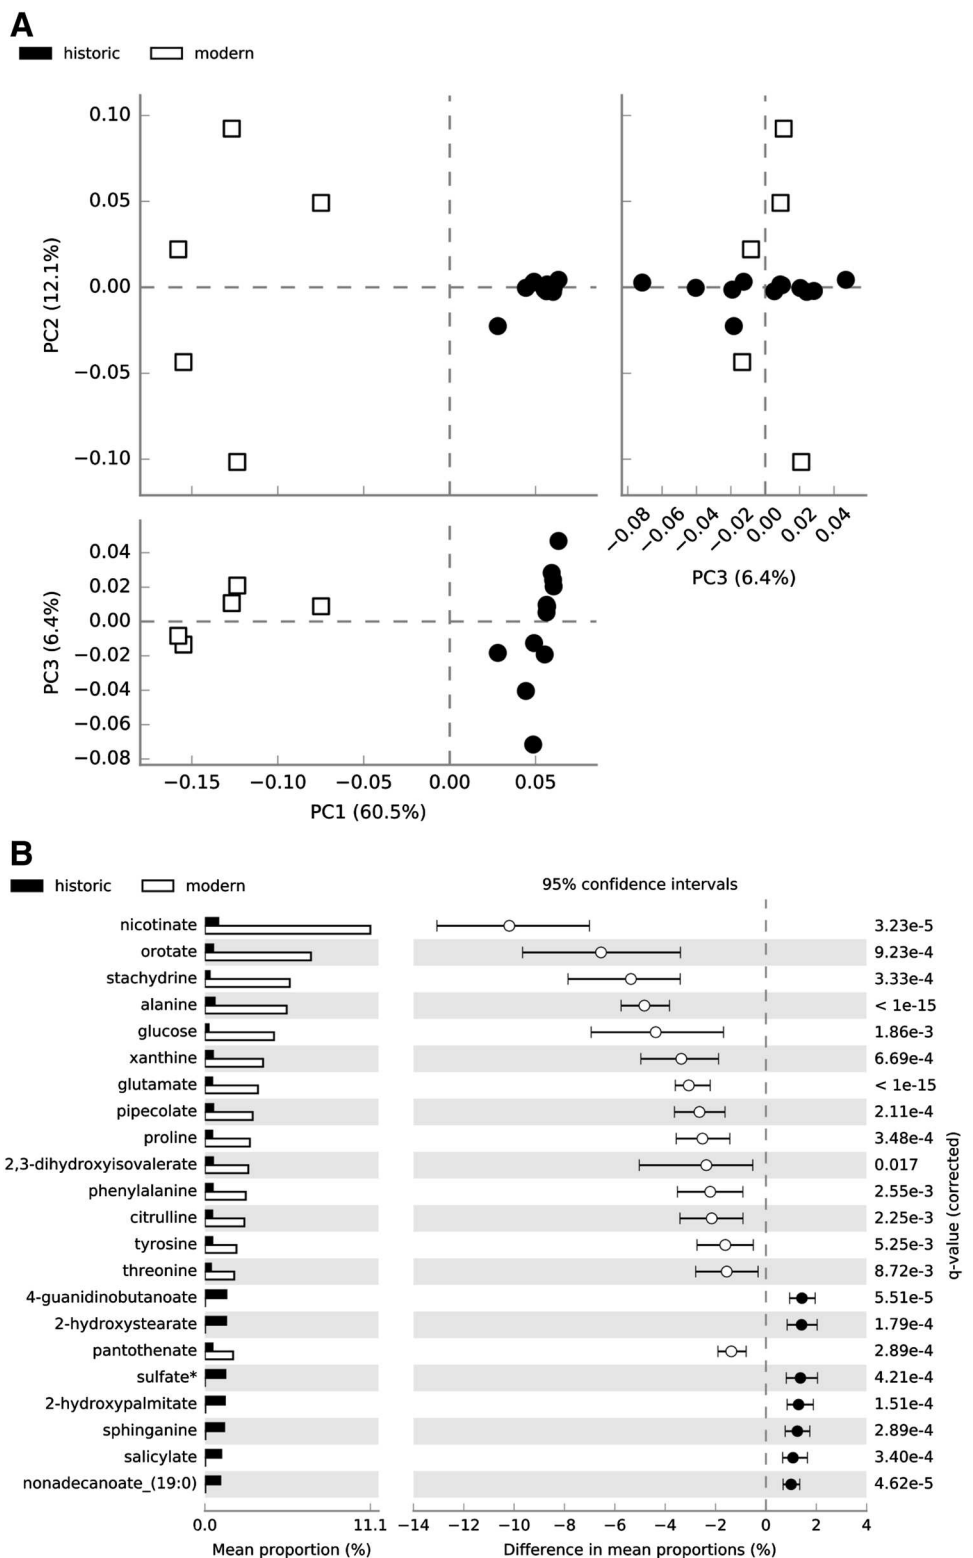 A
historic modern
0.10
0.05
0.00
−0.05
−0.10
PC2 (12.1%)
−0.08 −0.06 −0.04 −0.02 0.00 0.02 0.04
PC3 (6.4%)
0.04
0.02
0.00
−0.02
−0.04
−0.06
−0.08
PC3 (6.4%)
−0.15 −0.10 −0.05 0.00 0.05
PC1 (60.5%)
B
historic modern 95% confidence intervals
nicotinate 3.23e-5
orotate 9.23e-4
stachydrine 3.33e-4
alanine < 1e-15
glucose 1.86e-3
xanthine 6.69e-4
glutamate < 1e-15
pipecolate 2.11e-4
proline 3.48e-4
2,3-dihydroxyisovalerate 0.017
phenylalanine 2.55e-3
citrulline 2.25e-3
tyrosine 5.25e-3
threonine 8.72e-3
4-guanidinobutanoate 5.51e-5
2-hydroxystearate 1.79e-4
pantothenate 2.89e-4
sulfate* 4.21e-4
2-hydroxypalmitate 1.51e-4
sphinganine 2.89e-4
salicylate 3.40e-4
nonadecanoate_(19:0) 4.62e-5
q-value (corrected)
0.0 11.1 −14 −12 −10 −8 −6 −4 −2 0 2 4
Mean proportion (%) Difference in mean proportions (%)